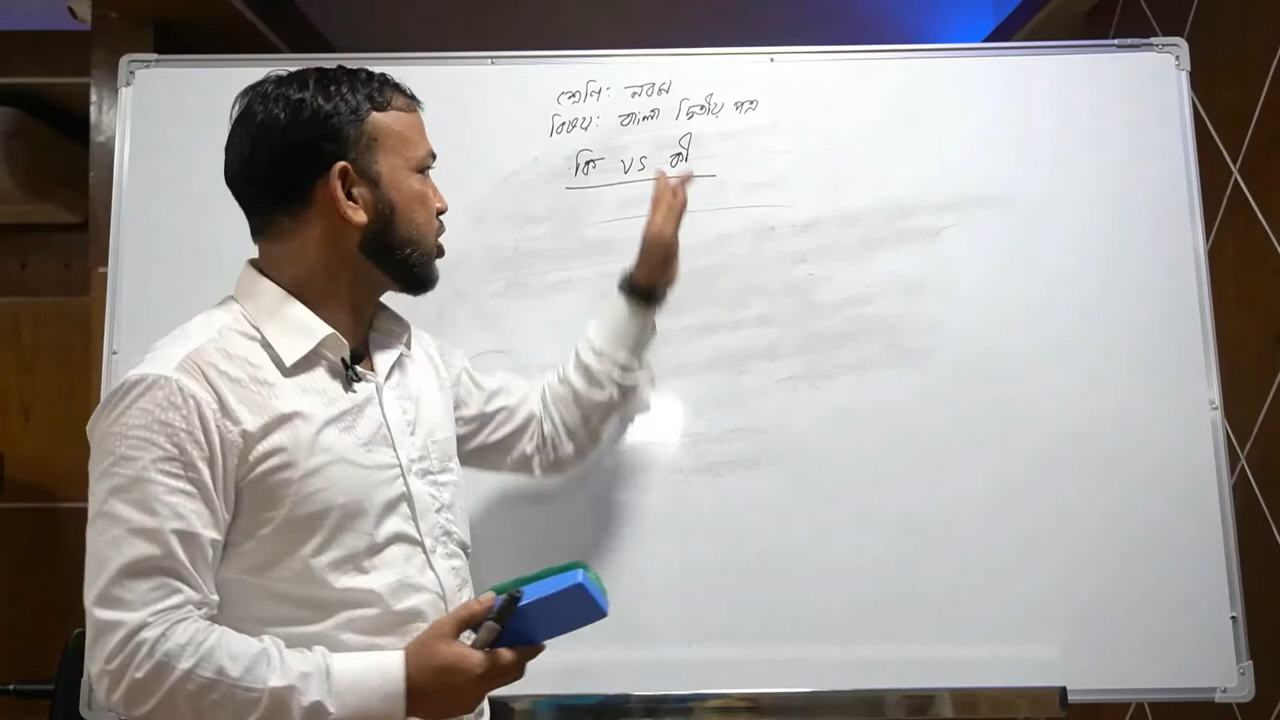 শ্রেণি: নবম
বিষয়: বাংলা দ্বিতীয় পত্র
কি vs কী